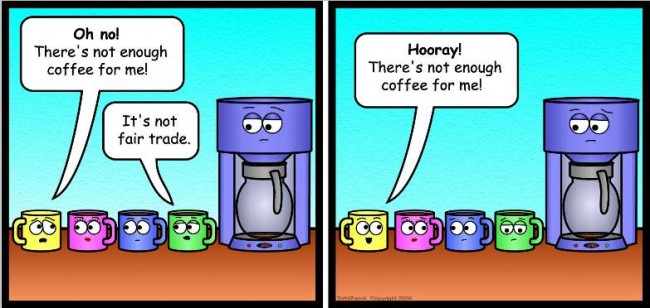 Oh no!
There's not enough
coffee for me!
It's not
fair trade.
Hooray!
There's not enough
coffee for me!